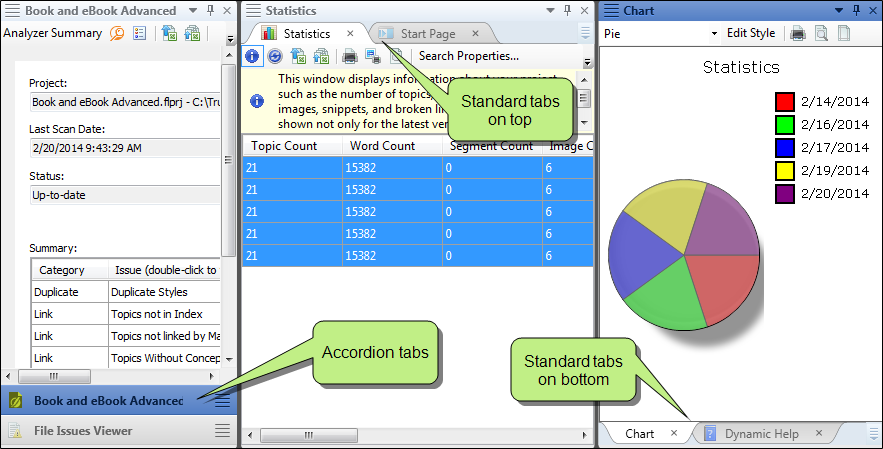 Book and eBook Advanced
Analyzer Summary
Project:
Book and eBook Advanced.flprj - C:\Tru
Last Scan Date:
2/20/2014 9:43:29 AM
Status:
Up-to-date
Summary:
Category Issue (double-click to
Duplicate Duplicate Styles
Link Topics not in Index
Link Topics not linked by Ma
Link Topics Without Concep
Book and eBook Advancec
File Issues Viewer
Accordion tabs
Statistics
Statistics Start Page
Search Properties...
This window displays information about your project
such as the number of topics,
images, snippets, and broken li
shown not only for the latest ver
Standard tabs
on top
Topic Count Word Count Segment Count Image C
21 15382 0 6
21 15382 0 6
21 15382 0 6
21 15382 0 6
21 15382 0 6
Chart
Pie Edit Style
Statistics
2/14/2014
2/16/2014
2/17/2014
2/19/2014
2/20/2014
Standard tabs
on bottom
Chart Dynamic Help